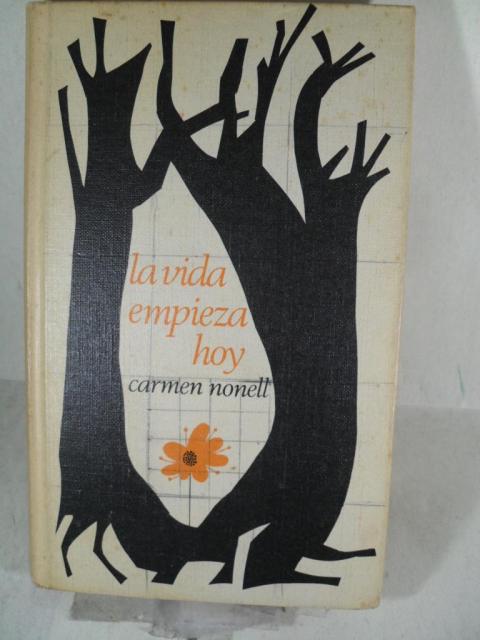 la vida
empieza
hoy
carmen nonell